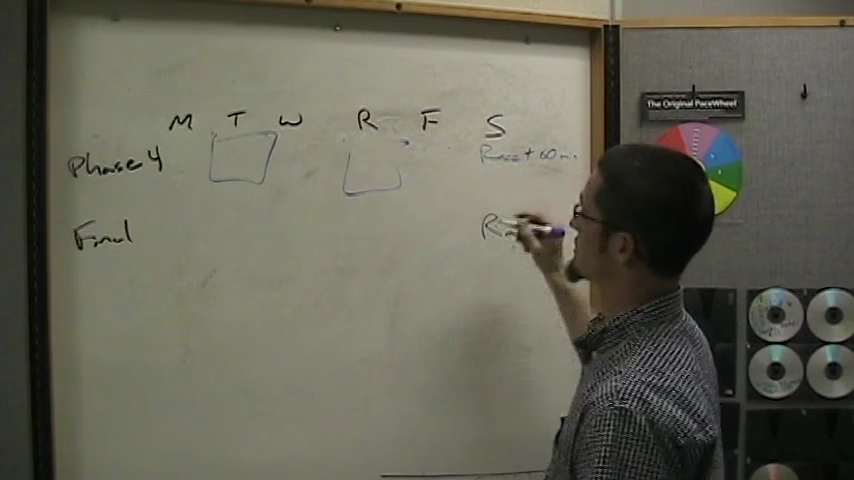 The Original PaceWheel
M T W R F S
Phase 4 Race + 60 min
Final